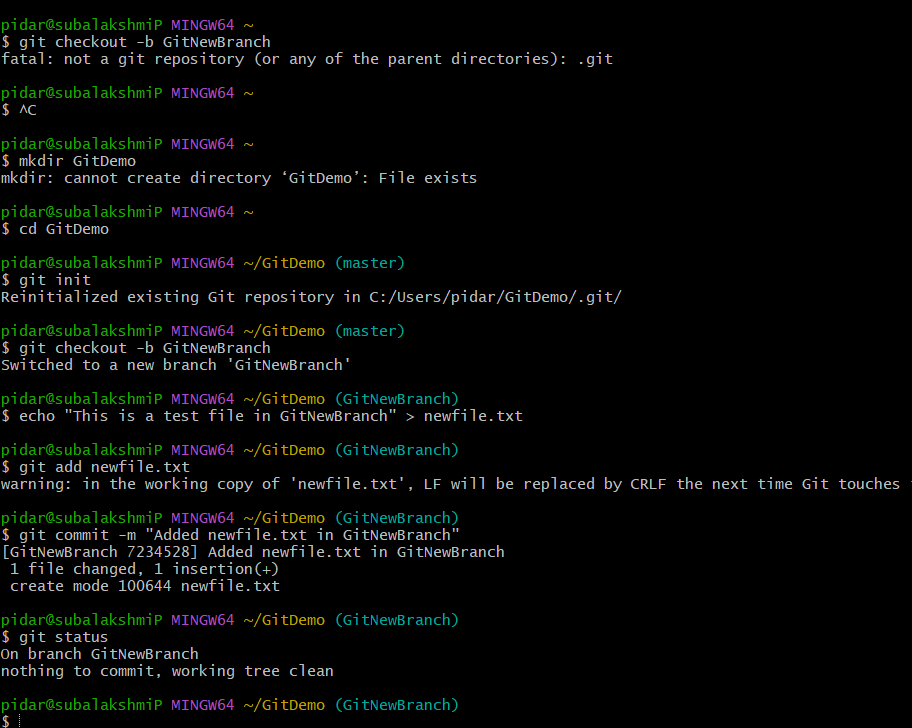 pidar@subalakshmiP MINGW64 ~
$ git checkout -b GitNewBranch
fatal: not a git repository (or any of the parent directories): .git
pidar@subalakshmiP MINGW64 ~
$ ^C
pidar@subalakshmiP MINGW64 ~
$ mkdir GitDemo
mkdir: cannot create directory ‘GitDemo’: File exists
pidar@subalakshmiP MINGW64 ~
$ cd GitDemo
pidar@subalakshmiP MINGW64 ~/GitDemo (master)
$ git init
Reinitialized existing Git repository in C:/Users/pidar/GitDemo/.git/
pidar@subalakshmiP MINGW64 ~/GitDemo (master)
$ git checkout -b GitNewBranch
Switched to a new branch 'GitNewBranch'
pidar@subalakshmiP MINGW64 ~/GitDemo (GitNewBranch)
$ echo "This is a test file in GitNewBranch" > newfile.txt
pidar@subalakshmiP MINGW64 ~/GitDemo (GitNewBranch)
$ git add newfile.txt
warning: in the working copy of 'newfile.txt', LF will be replaced by CRLF the next time Git touches
pidar@subalakshmiP MINGW64 ~/GitDemo (GitNewBranch)
$ git commit -m "Added newfile.txt in GitNewBranch"
[GitNewBranch 7234528] Added newfile.txt in GitNewBranch
 1 file changed, 1 insertion(+)
 create mode 100644 newfile.txt
pidar@subalakshmiP MINGW64 ~/GitDemo (GitNewBranch)
$ git status
On branch GitNewBranch
nothing to commit, working tree clean
pidar@subalakshmiP MINGW64 ~/GitDemo (GitNewBranch)
$